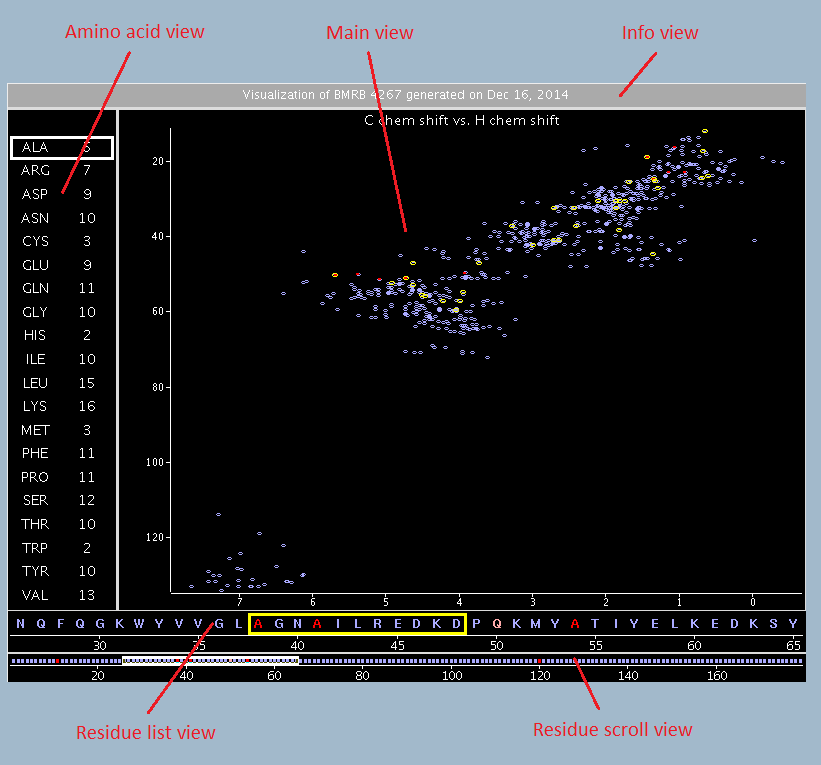 Amino acid view
Main view
Info view
Visualization of BMRB 4267 generated on Dec 16, 2014
C chem shift vs. H chem shift
ALA 6
ARG 7
ASP 9
ASN 10
CYS 3
GLU 9
GLN 11
GLY 10
HIS 2
ILE 10
LEU 15
LYS 16
MET 3
PHE 11
PRO 11
SER 12
THR 10
TRP 2
TYR 10
VAL 13
20
40
60
80
100
120
7 6 5 4 3 2 1 0
N Q F Q G K W Y V V G L A G N A I L R E D K D P Q K M Y A T I Y E L K E D K S Y
30 35 40 45 50 55 60 65
20 40 60 80 100 120 140 160
Residue list view
Residue scroll view